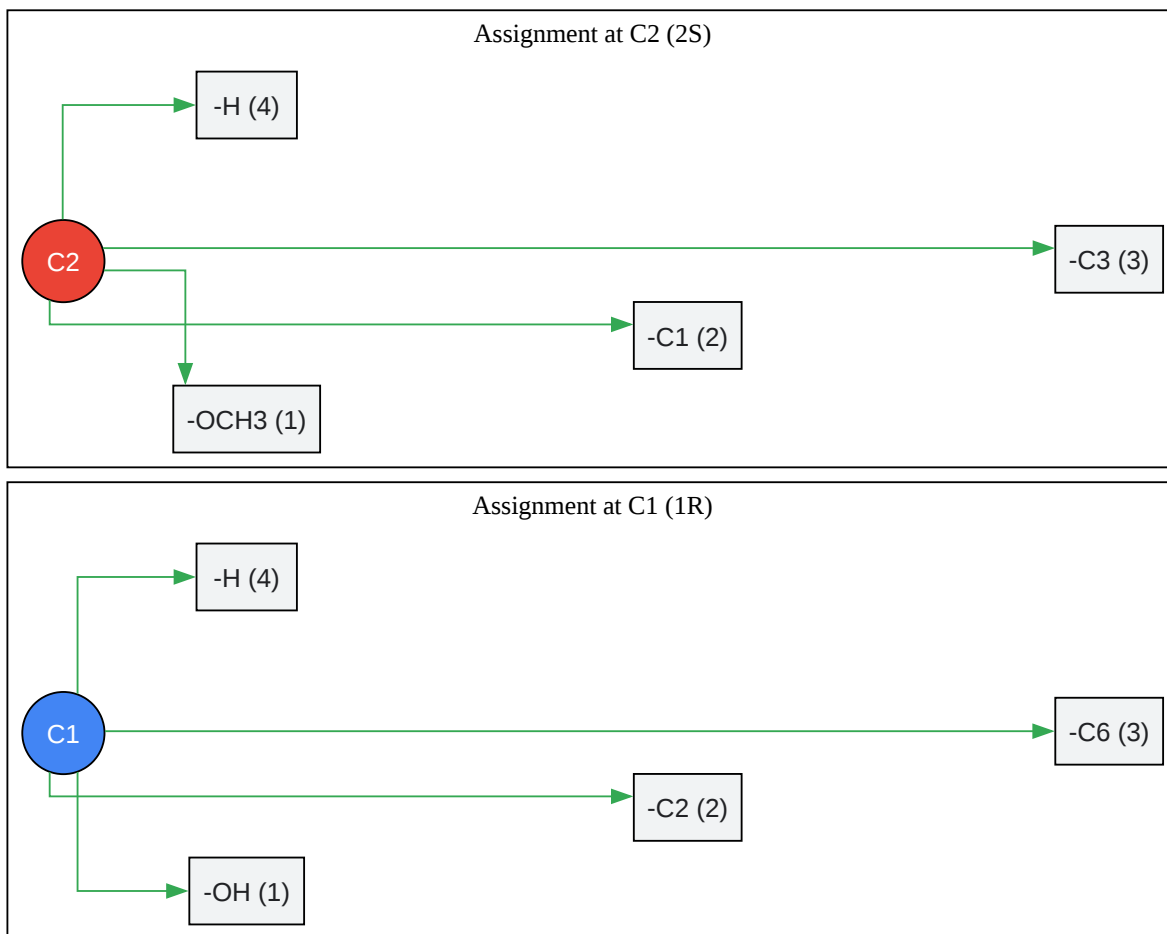 Assignment at C2 (2S)
-H (4)
C2
-C3 (3)
-C1 (2)
-OCH3 (1)
Assignment at C1 (1R)
-H (4)
C1
-C6 (3)
-C2 (2)
-OH (1)